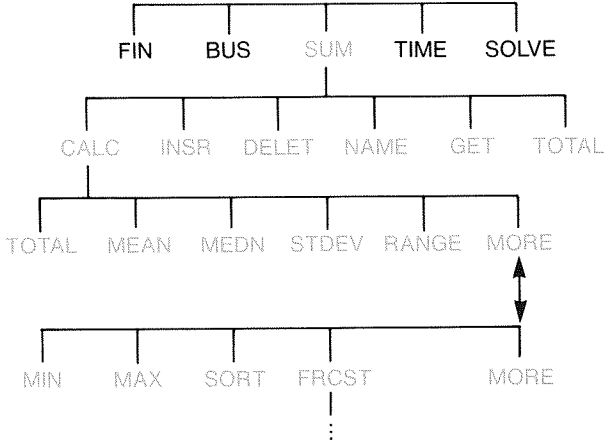 FIN BUS SUM TIME SOLVE
CALC INSR DELET NAME GET TOTAL
TOTAL MEAN MEDN STDEV RANGE MORE
MIN MAX SORT FRCST MORE